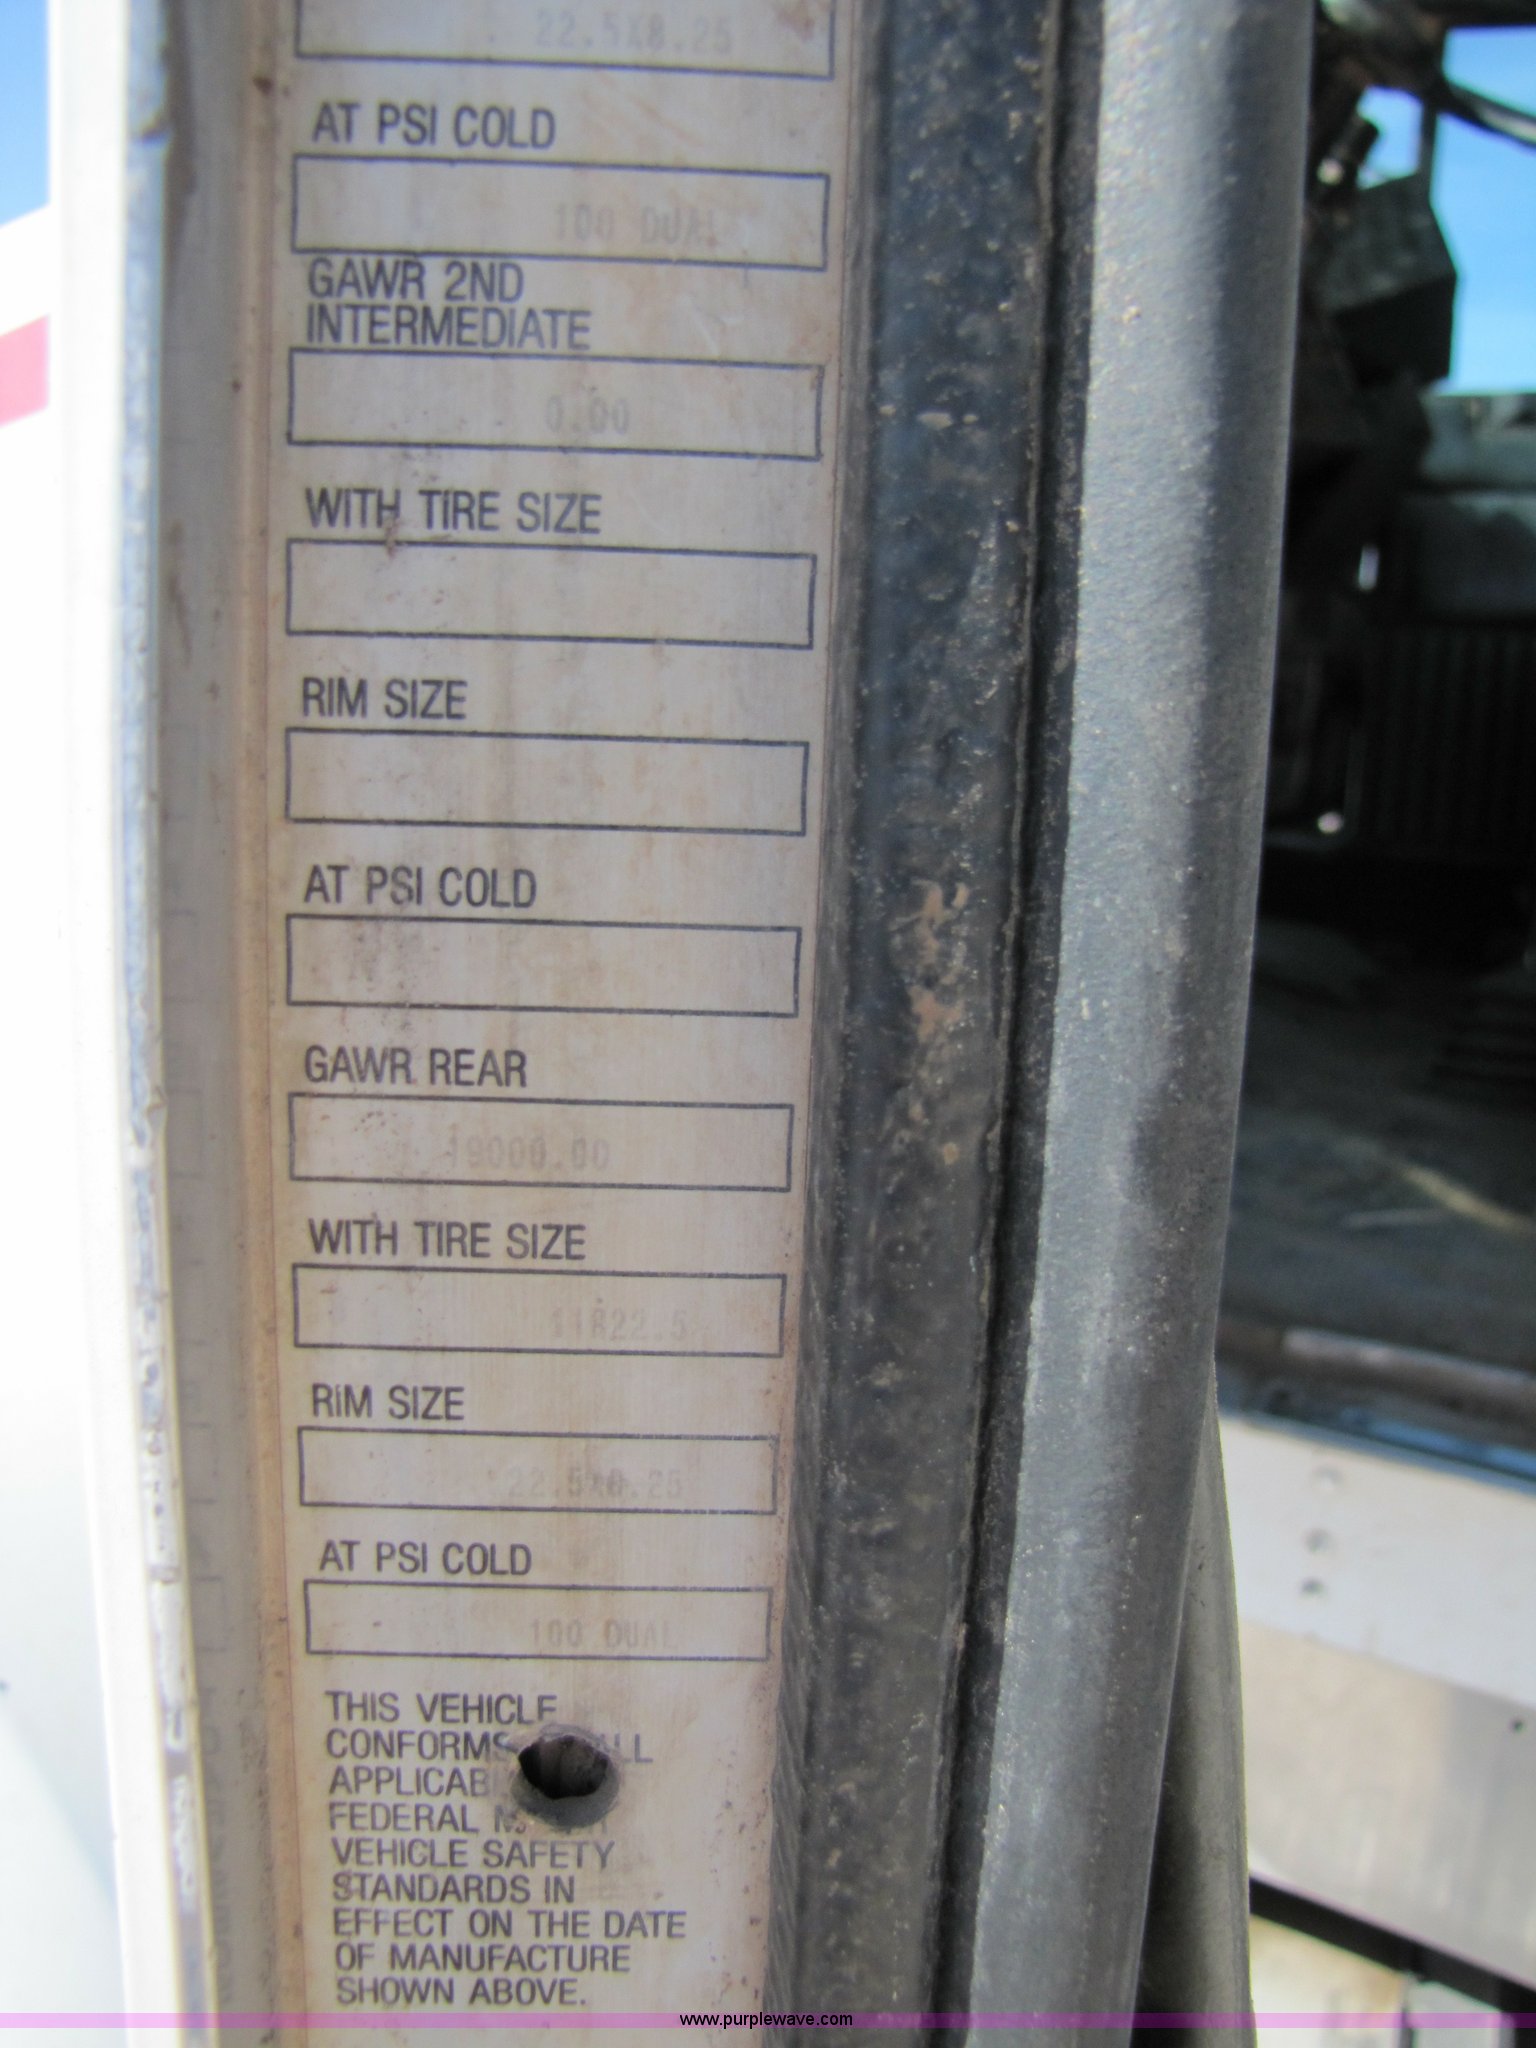 22.5X8.25
AT PSI COLD
100 DUAL
GAWR 2ND
INTERMEDIATE
0.00
WITH TIRE SIZE
RIM SIZE
AT PSI COLD
GAWR REAR
19000.00
WITH TIRE SIZE
11R22.5
RIM SIZE
22.5X8.25
AT PSI COLD
100 DUAL
THIS VEHICLE
CONFORMS
FEDERAL
VEHICLE SAFETY
STANDARDS IN
EFFECT ON THE DATE
OF MANUFACTURE
SHOWN ABOVE.
www.purplewave.com